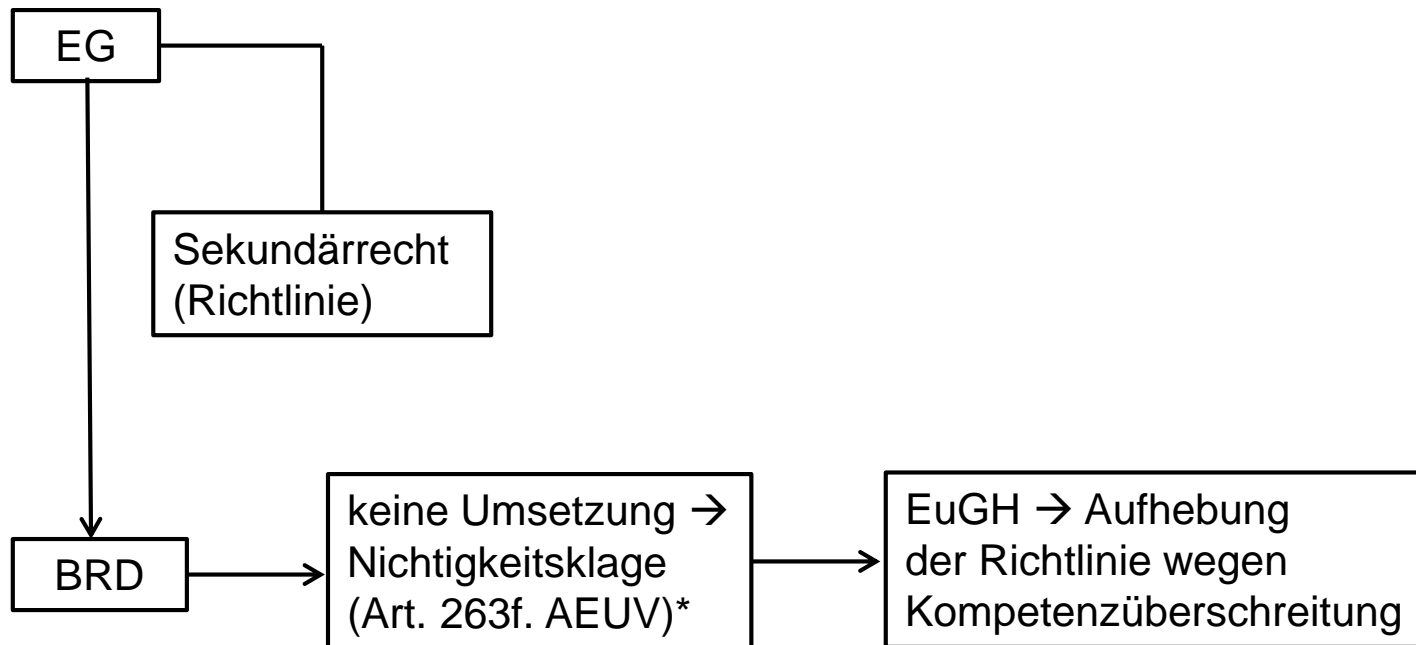 EG
Sekundärrecht
(Richtlinie)
BRD
keine Umsetzung →
Nichtigkeitsklage
(Art. 263f. AEUV)*
EuGH → Aufhebung
der Richtlinie wegen
Kompetenzüberschreitung